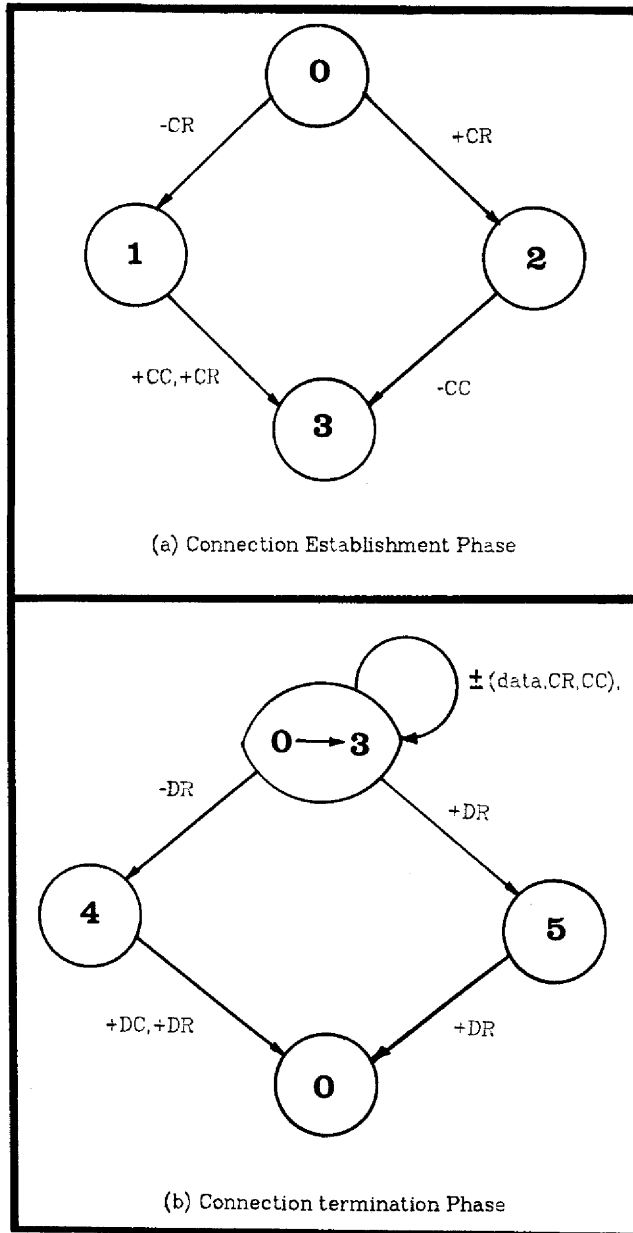 0
-CR
+CR
1
2
+CC,+CR
-CC
3
(a) Connection Establishment Phase
± (data,CR,CC),
0 → 3
-DR
+DR
4
5
+DC,+DR
+DR
0
(b) Connection termination Phase